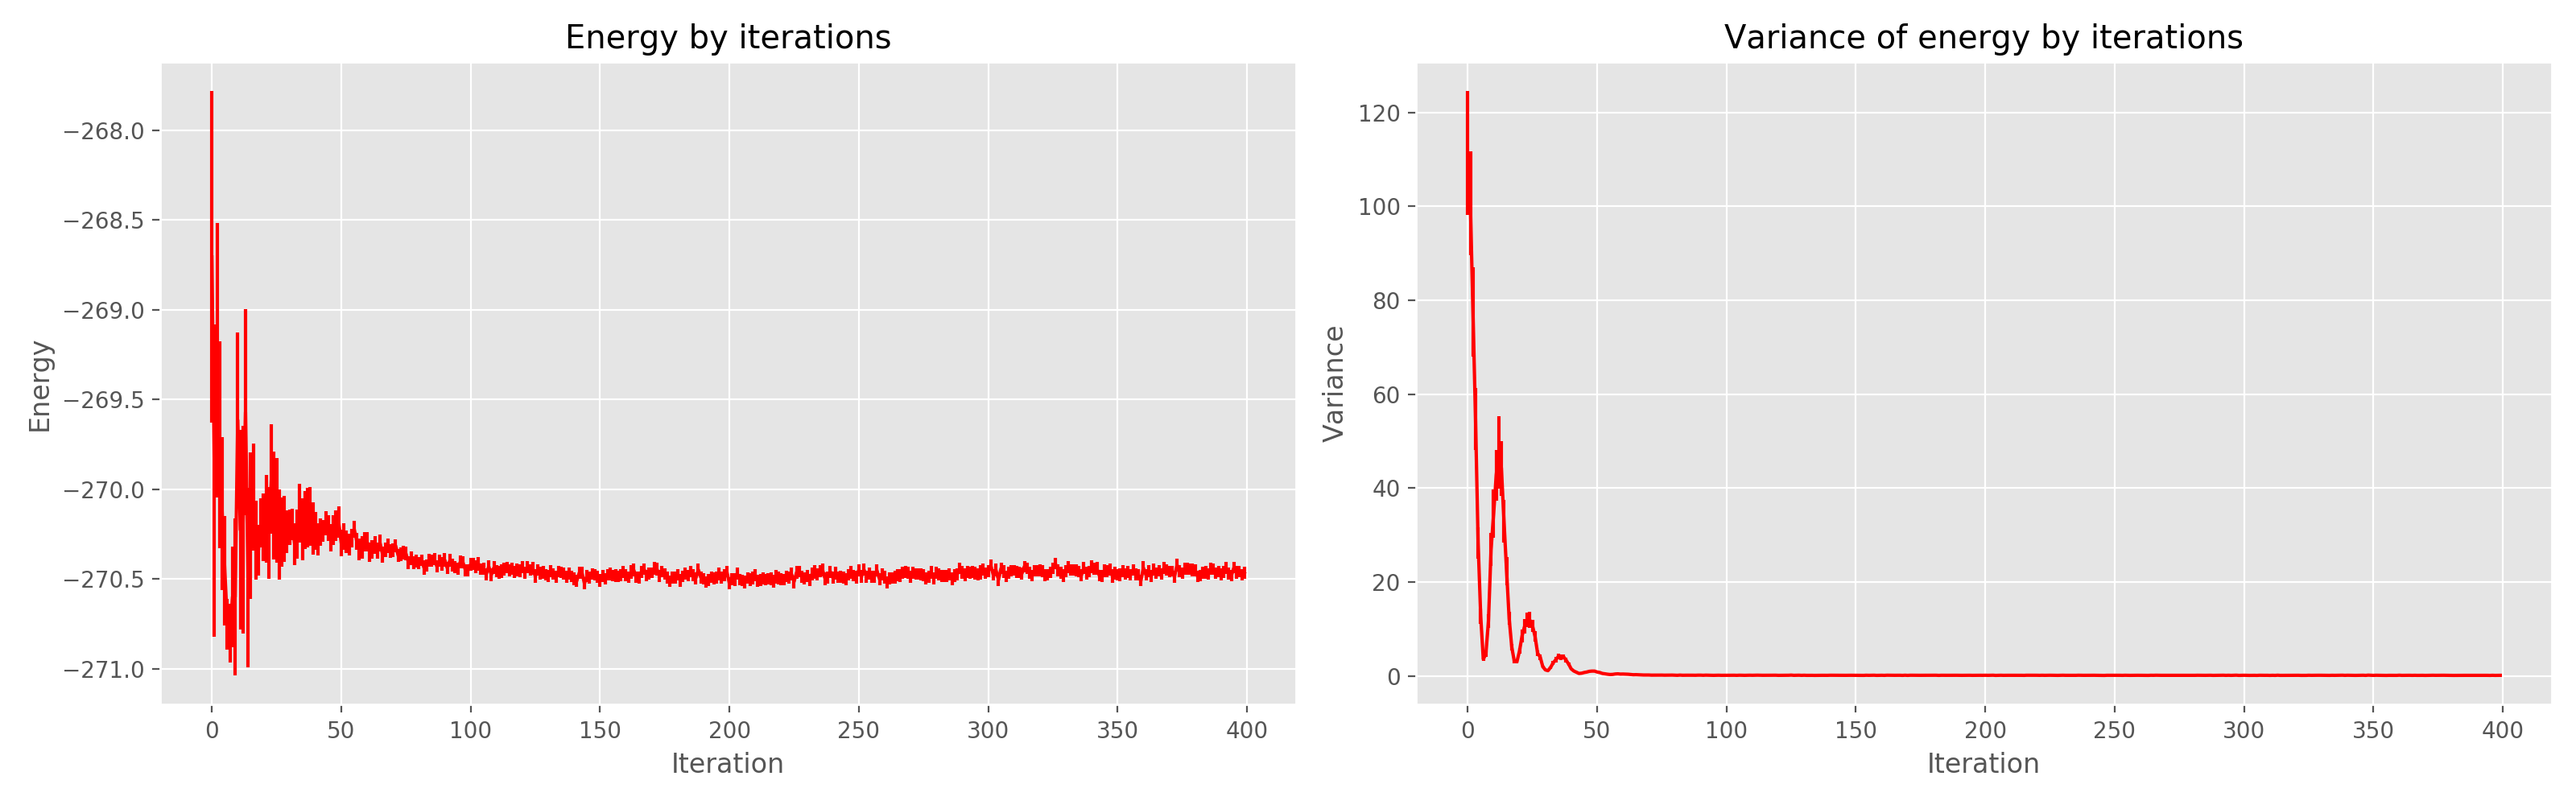 Energy by iterations
−268.0
−268.5
−269.0
−269.5
−270.0
−270.5
−271.0
Energy
0 50 100 150 200 250 300 350 400
Iteration
Variance of energy by iterations
120
100
80
60
40
20
0
Variance
0 50 100 150 200 250 300 350 400
Iteration